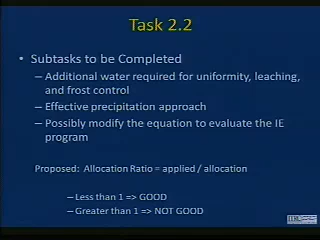 Task 2.2
• Subtasks to be Completed
– Additional water required for uniformity, leaching,
and frost control
– Effective precipitation approach
– Possibly modify the equation to evaluate the IE
program
Proposed: Allocation Ratio = applied / allocation
– Less than 1 => GOOD
– Greater than 1 => NOT GOOD